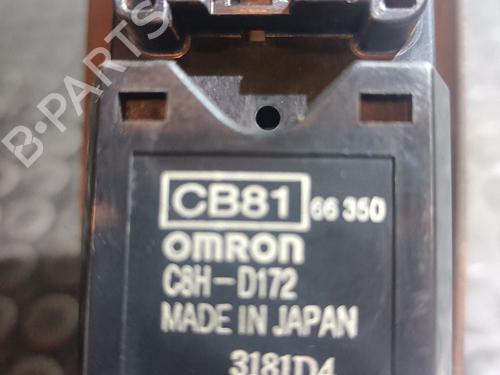 B·PARTS
CB81 66 350
OMRON
C8H-D172
MADE IN JAPAN
3181D4